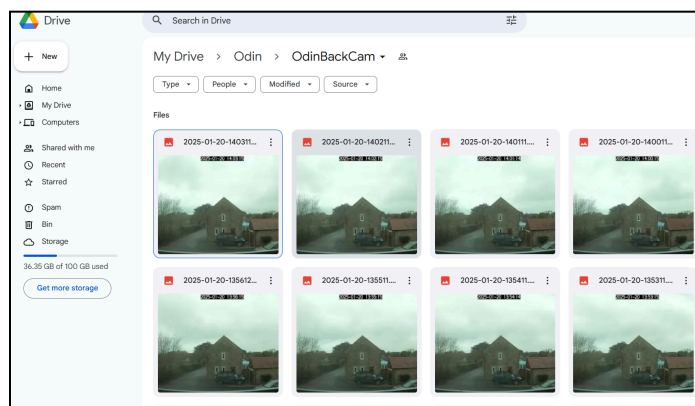 Drive
Search in Drive
New
My Drive > Odin > OdinBackCam
Type
People
Modified
Source
Home
My Drive
Computers
Shared with me
Recent
Starred
Spam
Bin
Storage
36.35 GB of 100 GB used
Get more storage
Files
2025-01-20-140311...
2025-01-20-140211...
2025-01-20-140111....
2025-01-20-140011...
2025-01-20-135612...
2025-01-20-135511....
2025-01-20-135411....
2025-01-20-135311....